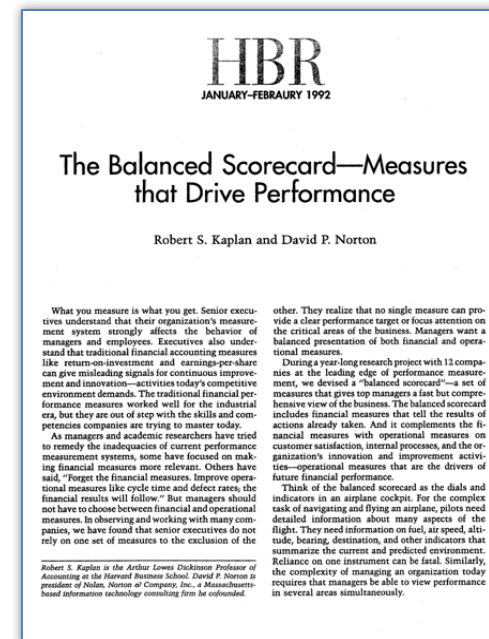 HBR
JANUARY–FEBRAURY 1992
The Balanced Scorecard—Measures
that Drive Performance
Robert S. Kaplan and David P. Norton
What you measure is what you get. Senior execu-
tives understand that their organization's measure-
ment system strongly affects the behavior of
managers and employees. Executives also under-
stand that traditional financial accounting measures
like return-on-investment and earnings-per-share
can give misleading signals for continuous improve-
ment and innovation—activities today's competitive
environment demands. The traditional financial per-
formance measures worked well for the industrial
era, but they are out of step with the skills and com-
petencies companies are trying to master today.
As managers and academic researchers have tried
to remedy the inadequacies of current performance
measurement systems, some have focused on mak-
ing financial measures more relevant. Others have
said, "Forget the financial measures. Improve opera-
tional measures like cycle time and defect rates; the
financial results will follow." But managers should
not have to choose between financial and operational
measures. In observing and working with many com-
panies, we have found that senior executives do not
rely on one set of measures to the exclusion of the
Robert S. Kaplan is the Arthur Lowes Dickinson Professor of
Accounting at the Harvard Business School. David P. Norton is
president of Nolan, Norton & Company, Inc., a Massachusetts-
based information technology consulting firm he cofounded.
other. They realize that no single measure can pro-
vide a clear performance target or focus attention on
the critical areas of the business. Managers want a
balanced presentation of both financial and opera-
tional measures.
During a year-long research project with 12 compa-
nies at the leading edge of performance measure-
ment, we devised a "balanced scorecard"—a set of
measures that gives top managers a fast but compre-
hensive view of the business. The balanced scorecard
includes financial measures that tell the results of
actions already taken. And it complements the fi-
nancial measures with operational measures on
customer satisfaction, internal processes, and the or-
ganization's innovation and improvement activi-
ties—operational measures that are the drivers of
future financial performance.
Think of the balanced scorecard as the dials and
indicators in an airplane cockpit. For the complex
task of navigating and flying an airplane, pilots need
detailed information about many aspects of the
flight. They need information on fuel, air speed, alti-
tude, bearing, destination, and other indicators that
summarize the current and predicted environment.
Reliance on one instrument can be fatal. Similarly,
the complexity of managing an organization today
requires that managers be able to view performance
in several areas simultaneously.